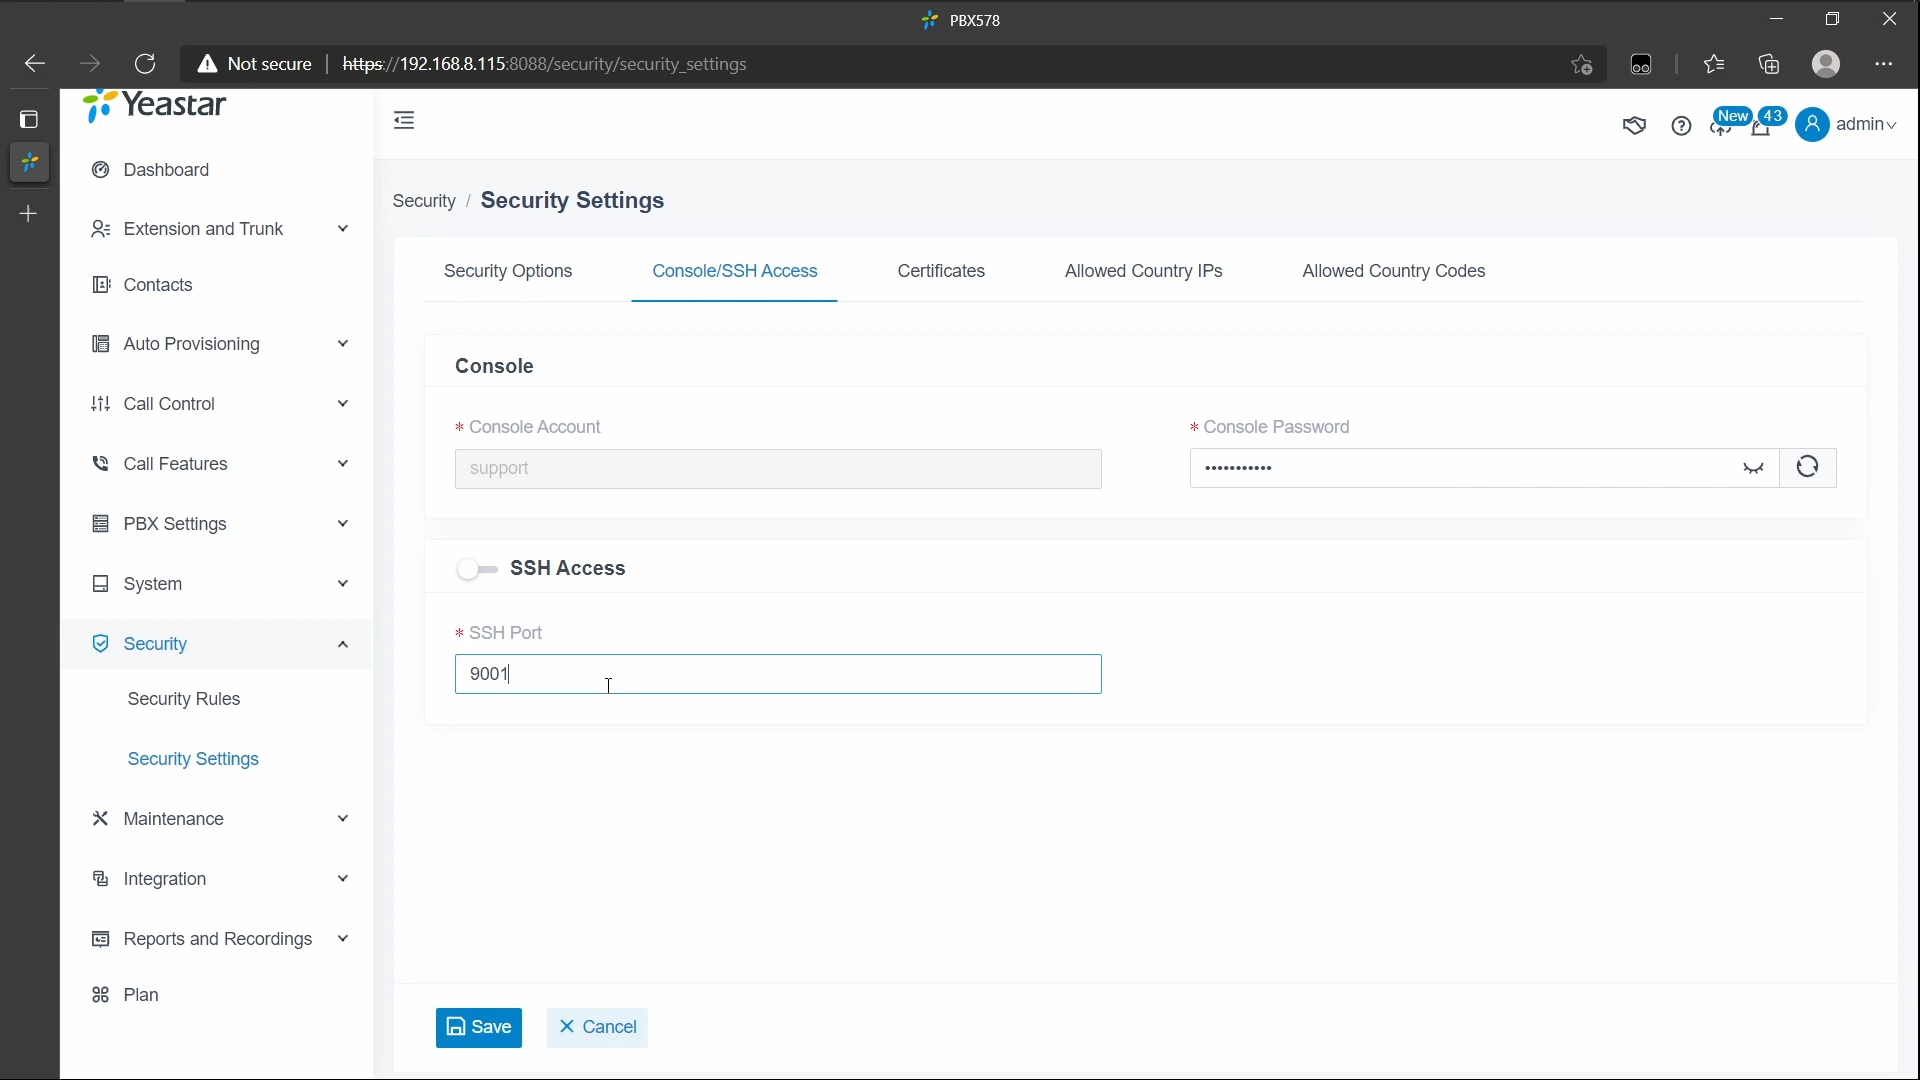 PBX578
Not secure https://192.168.8.115:8088/security/security_settings
Yeastar
New 43 admin
Dashboard
Extension and Trunk
Contacts
Auto Provisioning
Call Control
Call Features
PBX Settings
System
Security
Security Rules
Security Settings
Maintenance
Integration
Reports and Recordings
Plan
Security / Security Settings
Security Options Console/SSH Access Certificates Allowed Country IPs Allowed Country Codes
Console
* Console Account * Console Password
support •••••••••••
SSH Access
* SSH Port
9001
Save Cancel